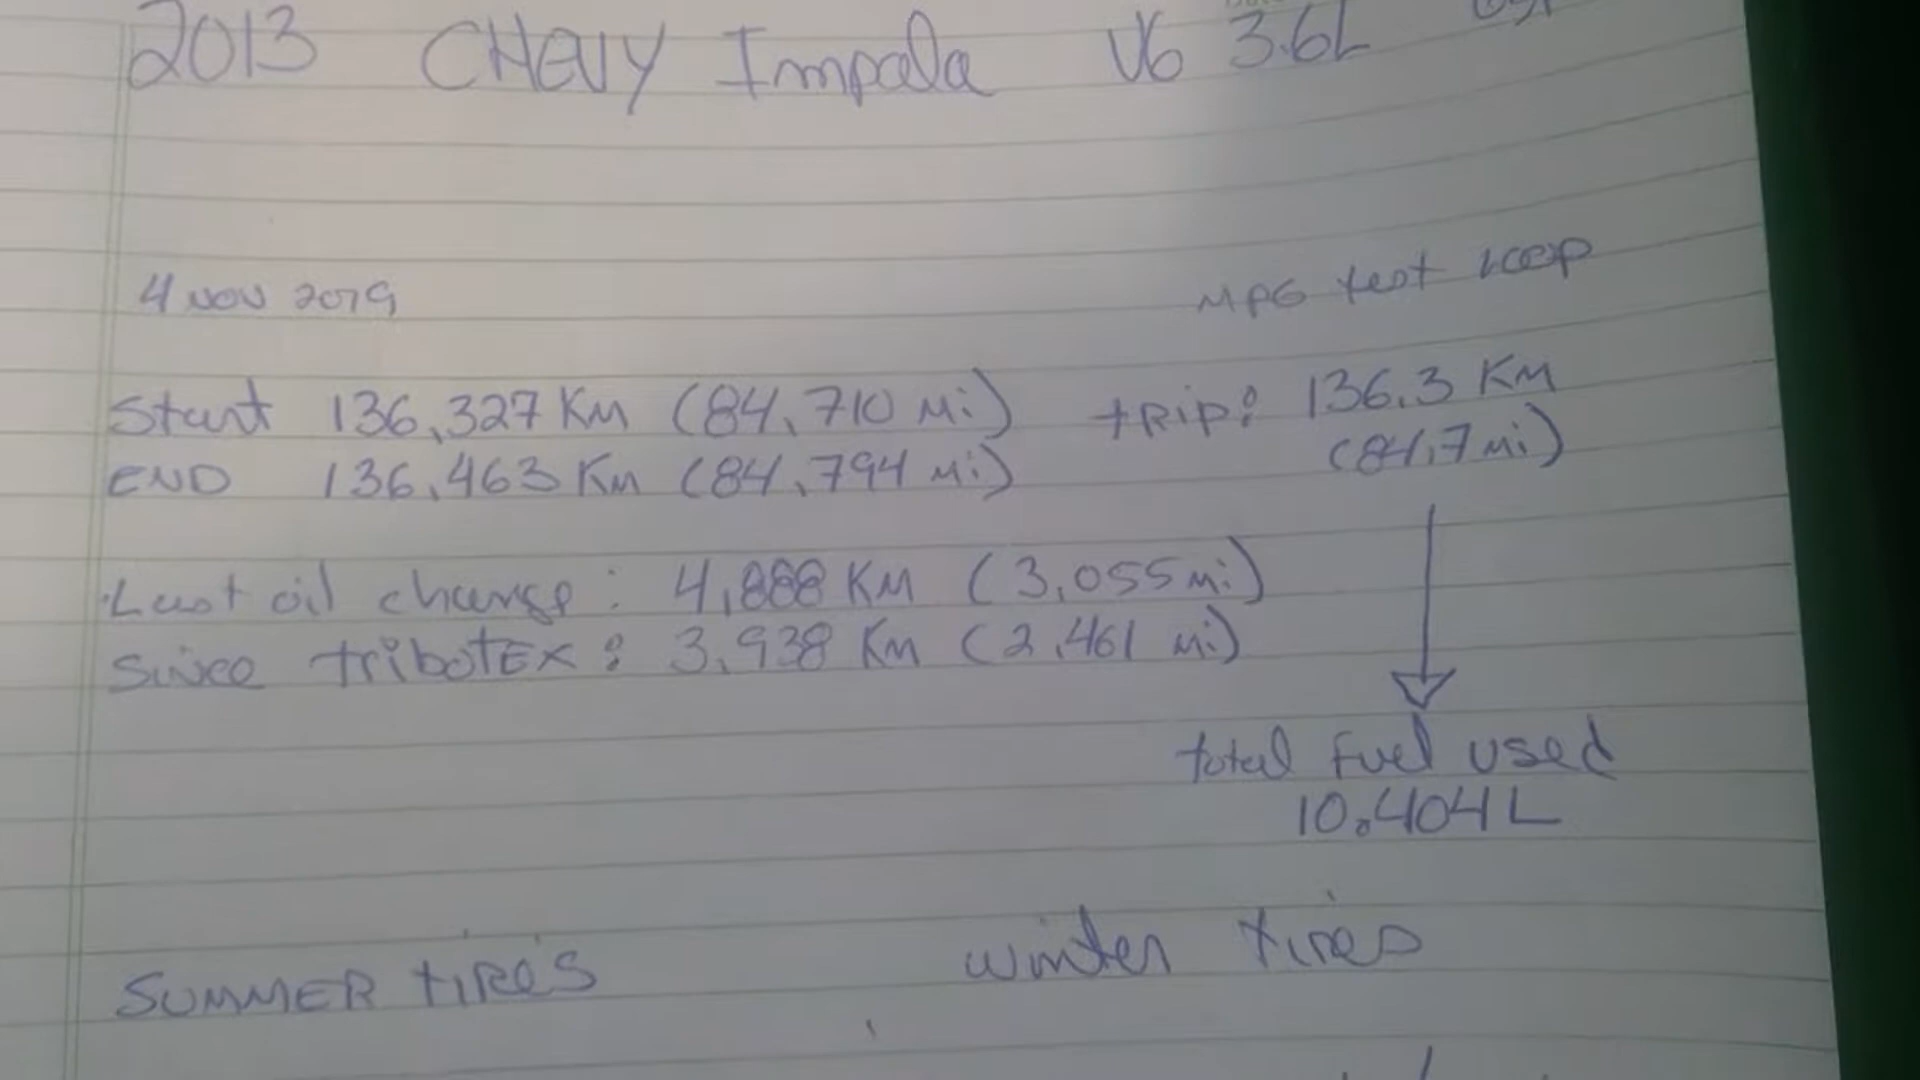 2013 CHEVY Impala V6 3.6L
4 NOV 2019 MPG test loop
Start 136,327 KM (84,710 Mi) tRip: 136.3 KM
END 136,463 KM (84,794 Mi) (84.7 mi)
Last oil change: 4,888 KM (3,055 mi)
Since tribotEX: 3,938 KM (2,461 mi)
total fuel used
10.404 L
SUMMER tIRES winter tires